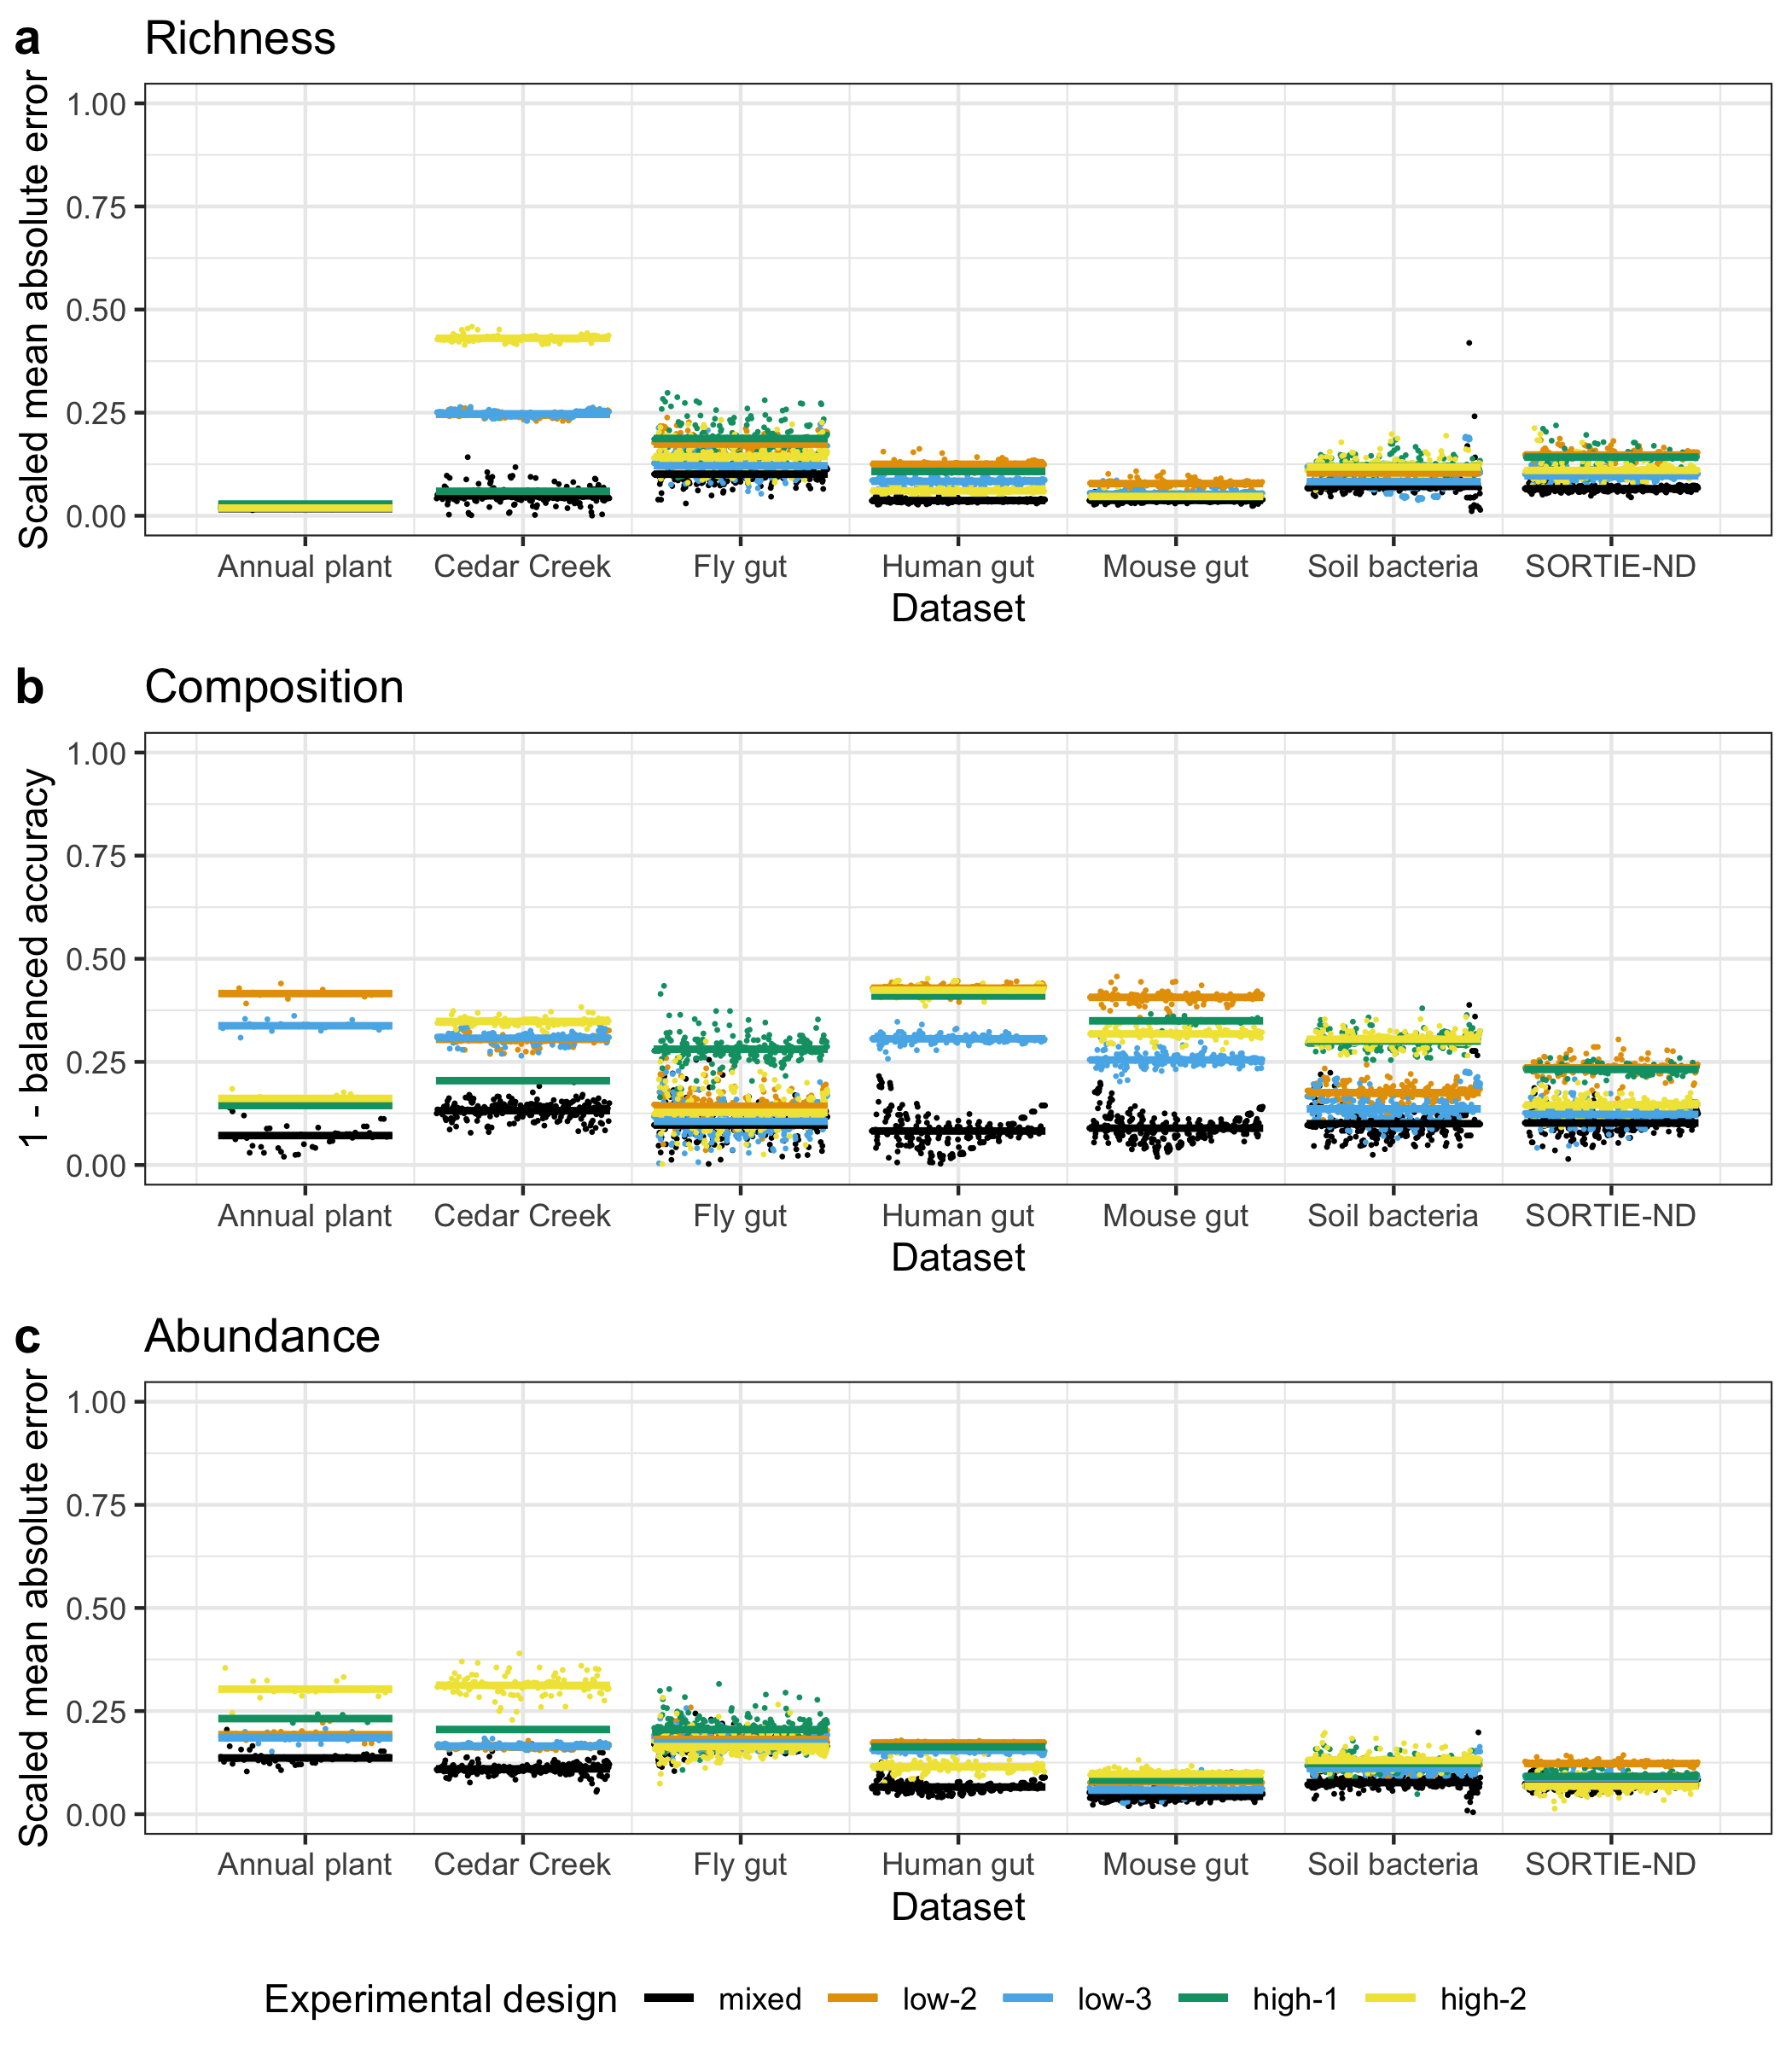 a Richness
Scaled mean absolute error
1.00
0.75
0.50
0.25
0.00
Annual plant Cedar Creek Fly gut Human gut Mouse gut Soil bacteria SORTIE-ND
Dataset
b Composition
1 - balanced accuracy
1.00
0.75
0.50
0.25
0.00
Annual plant Cedar Creek Fly gut Human gut Mouse gut Soil bacteria SORTIE-ND
Dataset
c Abundance
Scaled mean absolute error
1.00
0.75
0.50
0.25
0.00
Annual plant Cedar Creek Fly gut Human gut Mouse gut Soil bacteria SORTIE-ND
Dataset
Experimental design mixed low-2 low-3 high-1 high-2